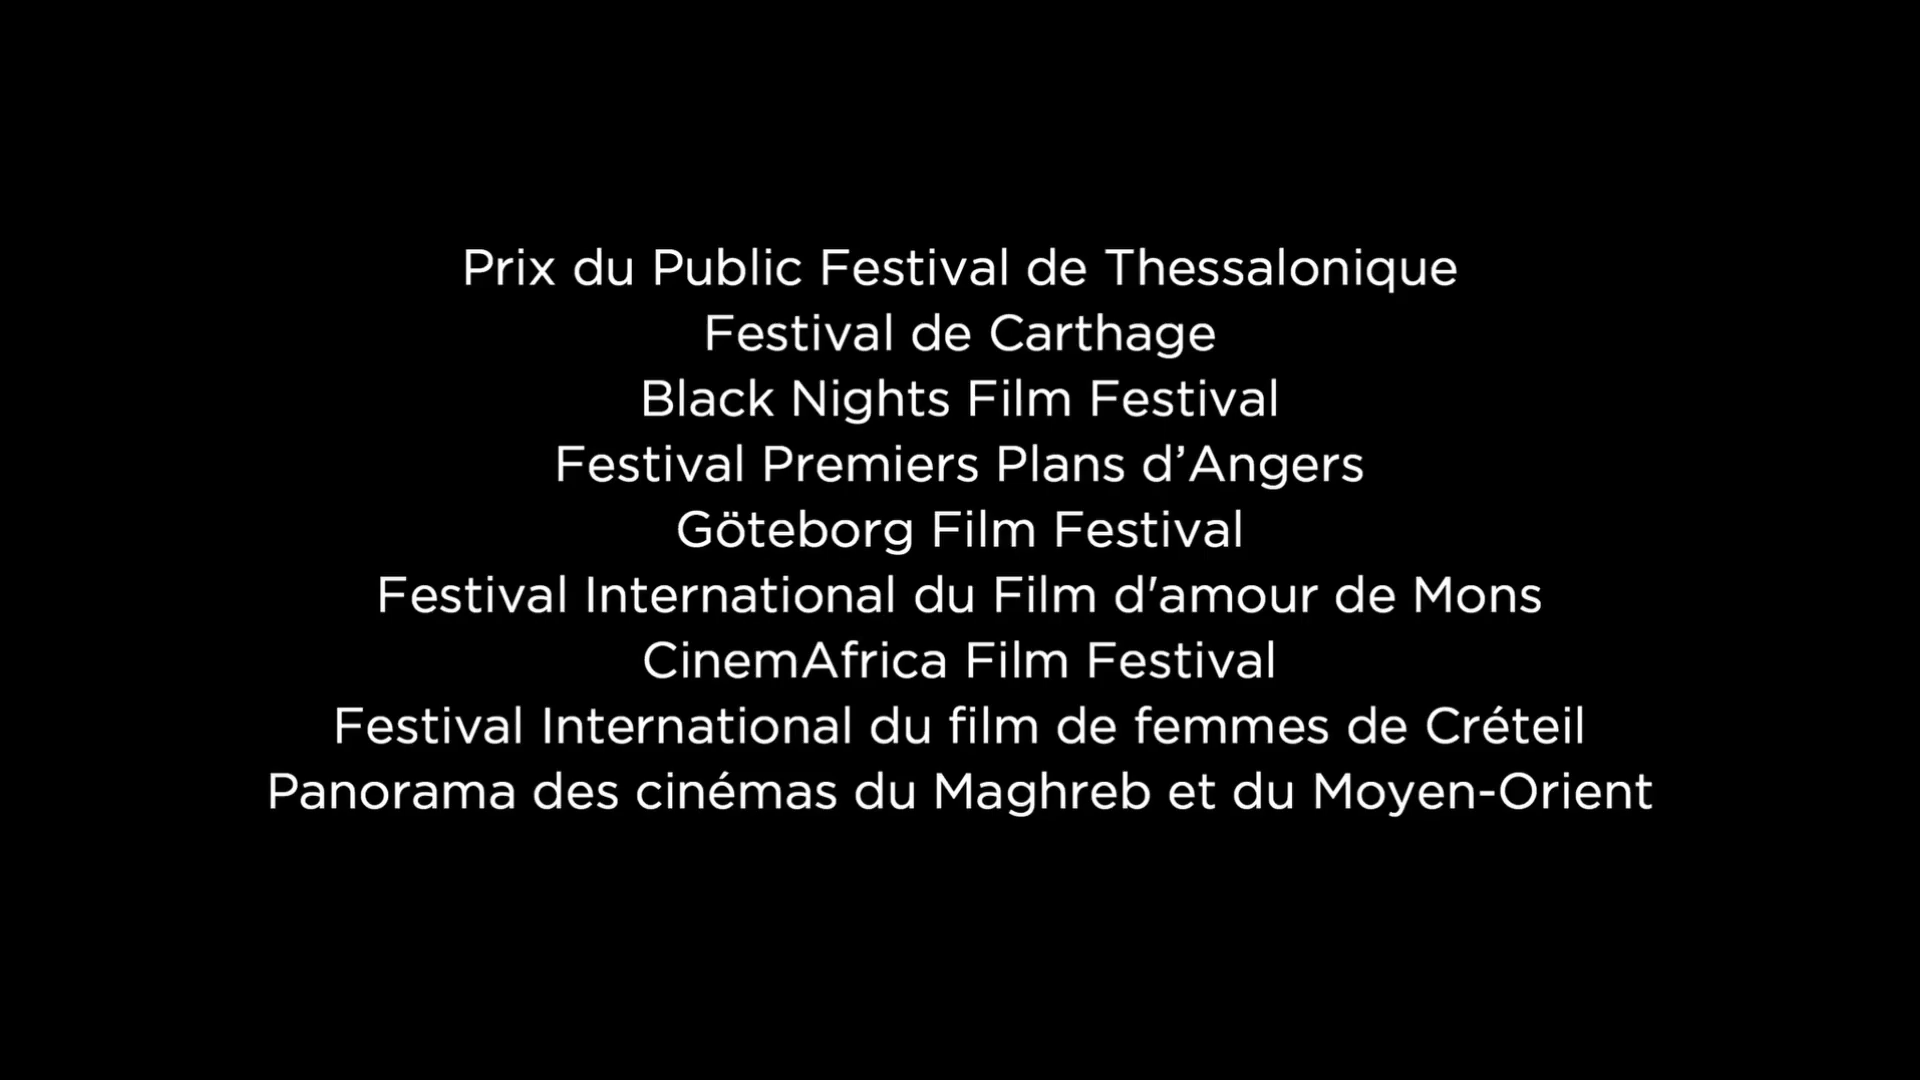 Prix du Public Festival de Thessalonique
Festival de Carthage
Black Nights Film Festival
Festival Premiers Plans d’Angers
Göteborg Film Festival
Festival International du Film d'amour de Mons
CinemAfrica Film Festival
Festival International du film de femmes de Créteil
Panorama des cinémas du Maghreb et du Moyen-Orient